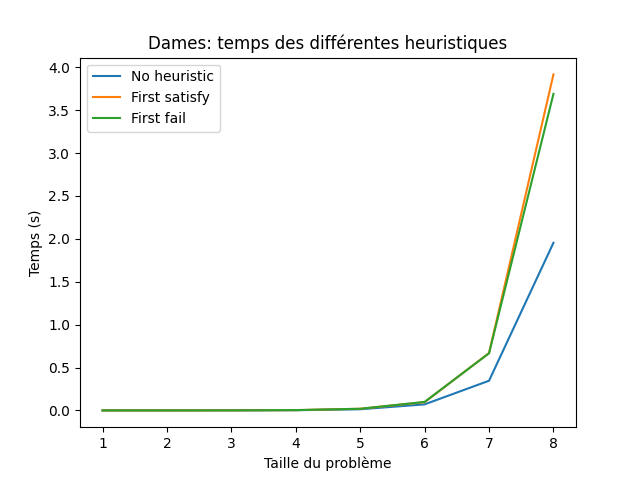 Dames: temps des différentes heuristiques
No heuristic
First satisfy
First fail
Temps (s)
4.0
3.5
3.0
2.5
2.0
1.5
1.0
0.5
0.0
1 2 3 4 5 6 7 8
Taille du problème